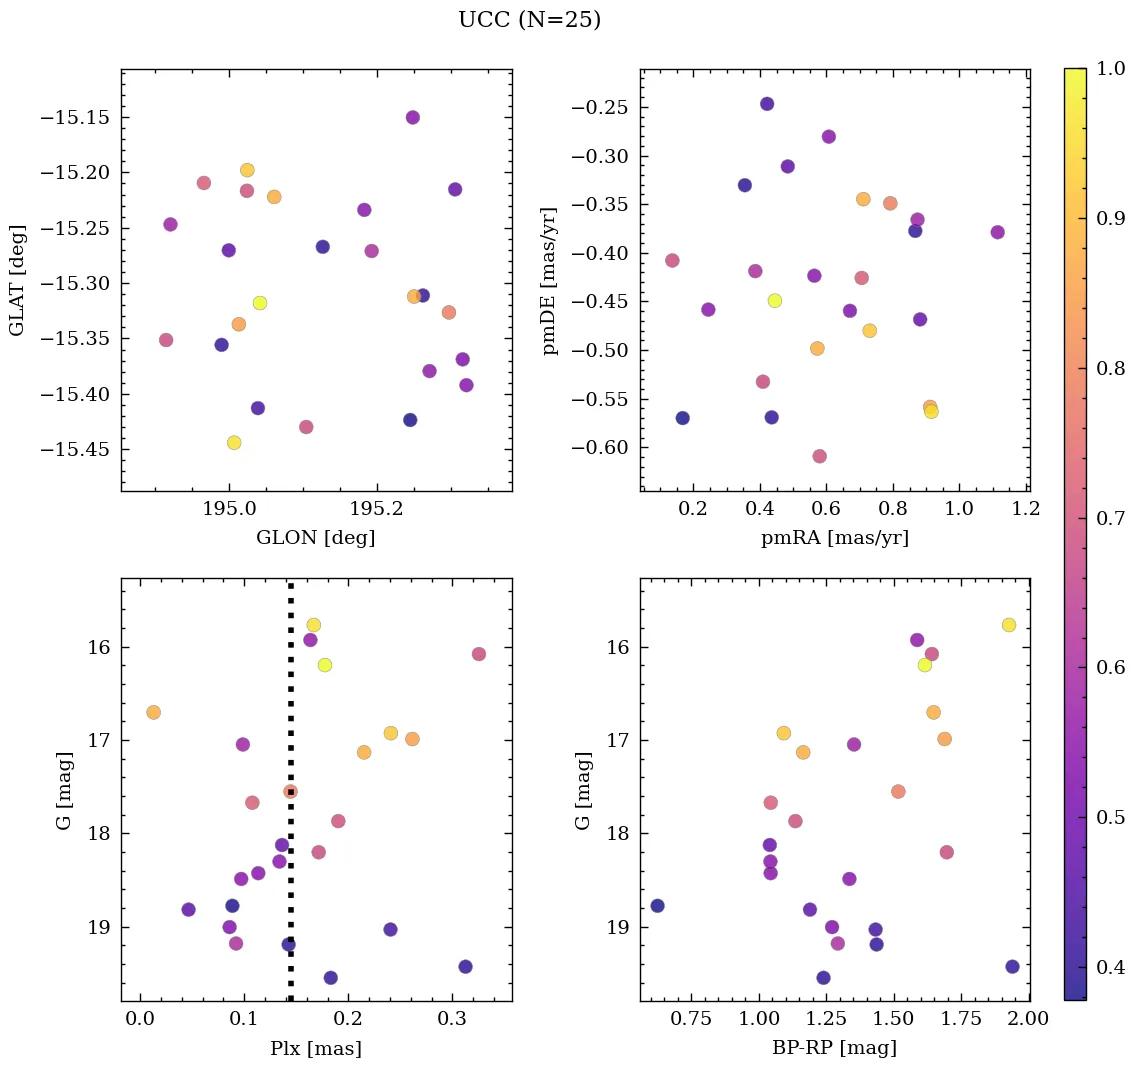 UCC (N=25)
−15.15
−15.20
−15.25
−15.30
−15.35
−15.40
−15.45
GLAT [deg]
195.0 195.2
GLON [deg]
−0.25
−0.30
−0.35
−0.40
−0.45
−0.50
−0.55
−0.60
pmDE [mas/yr]
0.2 0.4 0.6 0.8 1.0 1.2
pmRA [mas/yr]
16
17
18
19
G [mag]
0.0 0.1 0.2 0.3
Plx [mas]
16
17
18
19
G [mag]
0.75 1.00 1.25 1.50 1.75 2.00
BP-RP [mag]
1.0
0.9
0.8
0.7
0.6
0.5
0.4